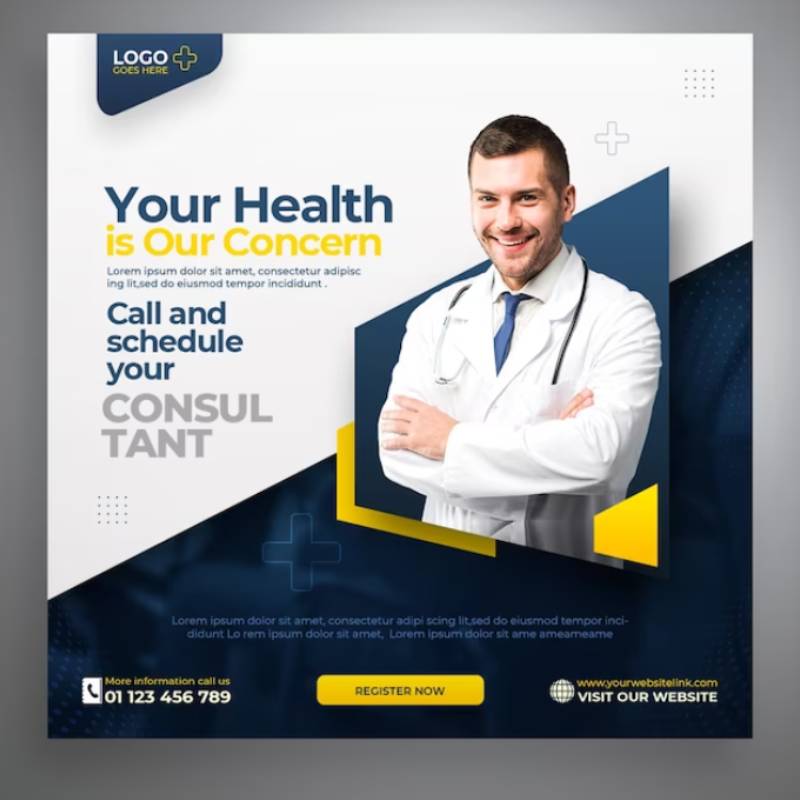 LOGO
GOES HERE
Your Health
is Our Concern
Lorem ipsum dolor sit amet, consectetur adipisc
ing lit,sed do eiusmod tempor incididunt .
Call and
schedule
your
CONSUL
TANT
Lorem ipsum dolor sit amet, consectetur adipi scing lit,sed do eiusmod tempor inci-
didunt Lo rem ipsum dolor sit amet, Lorem ipsum dolor sit ame ameameame
More information call us
01 123 456 789
REGISTER NOW
www.yourwebsitelink.com
VISIT OUR WEBSITE